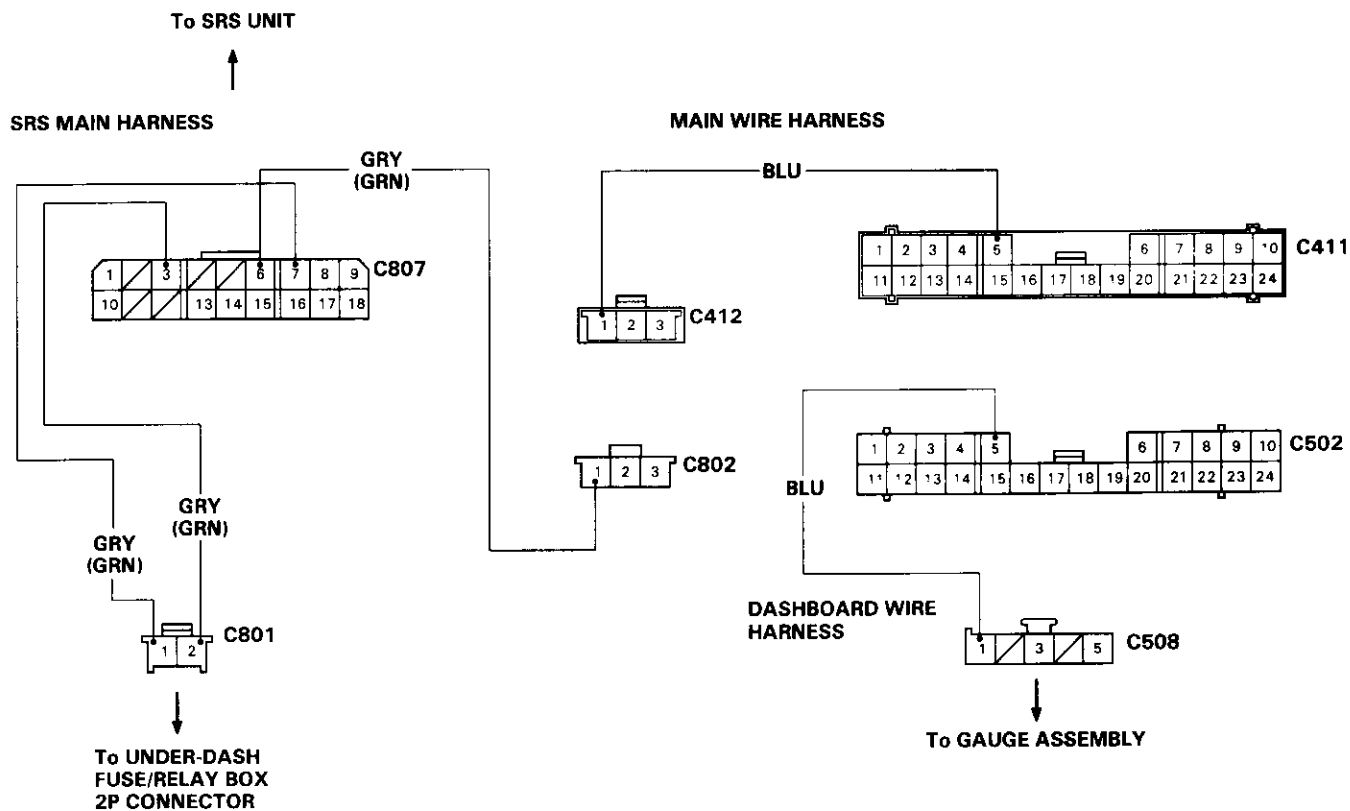 To SRS UNIT
SRS MAIN HARNESS
MAIN WIRE HARNESS
GRY
(GRN)
BLU
1 3 6 7 8 9
10 13 14 15 16 17 18
C807
1 2 3 4 5 6 7 8 9 10
11 12 13 14 15 16 17 18 19 20 21 22 23 24
C411
1 2 3
C412
1 2 3
C802
1 2 3 4 5 6 7 8 9 10
11 12 13 14 15 16 17 18 19 20 21 22 23 24
C502
BLU
GRY
(GRN)
GRY
(GRN)
DASHBOARD WIRE
HARNESS
1 2
C801
1 3 5
C508
To UNDER-DASH
FUSE/RELAY BOX
2P CONNECTOR
To GAUGE ASSEMBLY